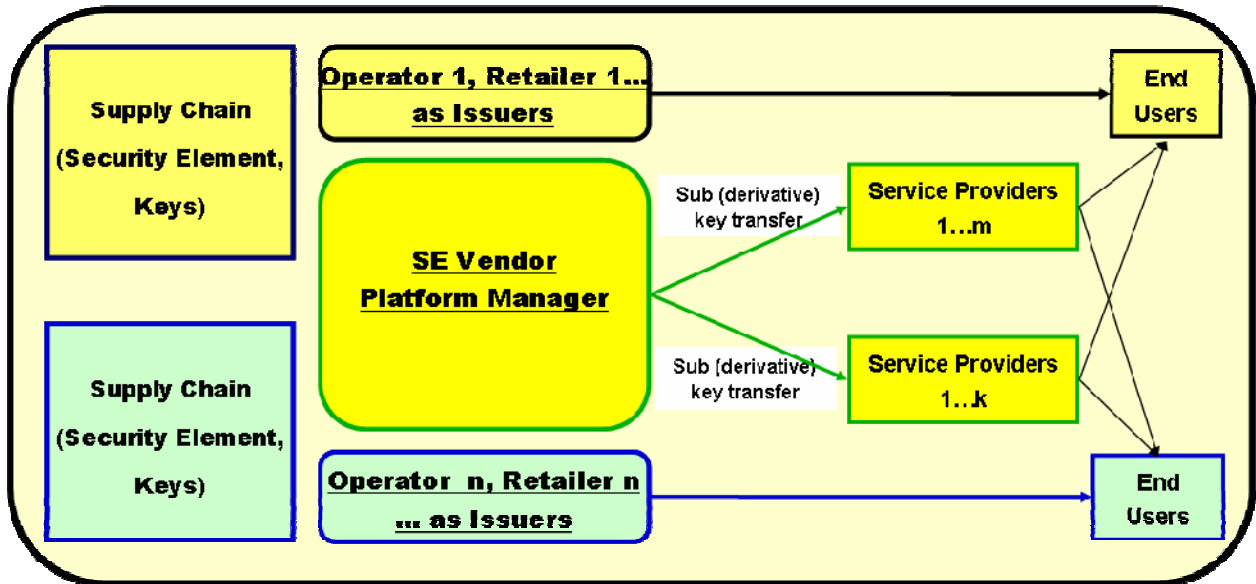 Supply Chain
(Security Element,
Keys)
Operator 1, Retailer 1...
as Issuers
End
Users
SE Vendor
Platform Manager
Sub (derivative)
key transfer
Service Providers
1...m
Sub (derivative)
key transfer
Service Providers
1...k
Supply Chain
(Security Element,
Keys)
Operator n, Retailer n
... as Issuers
End
Users